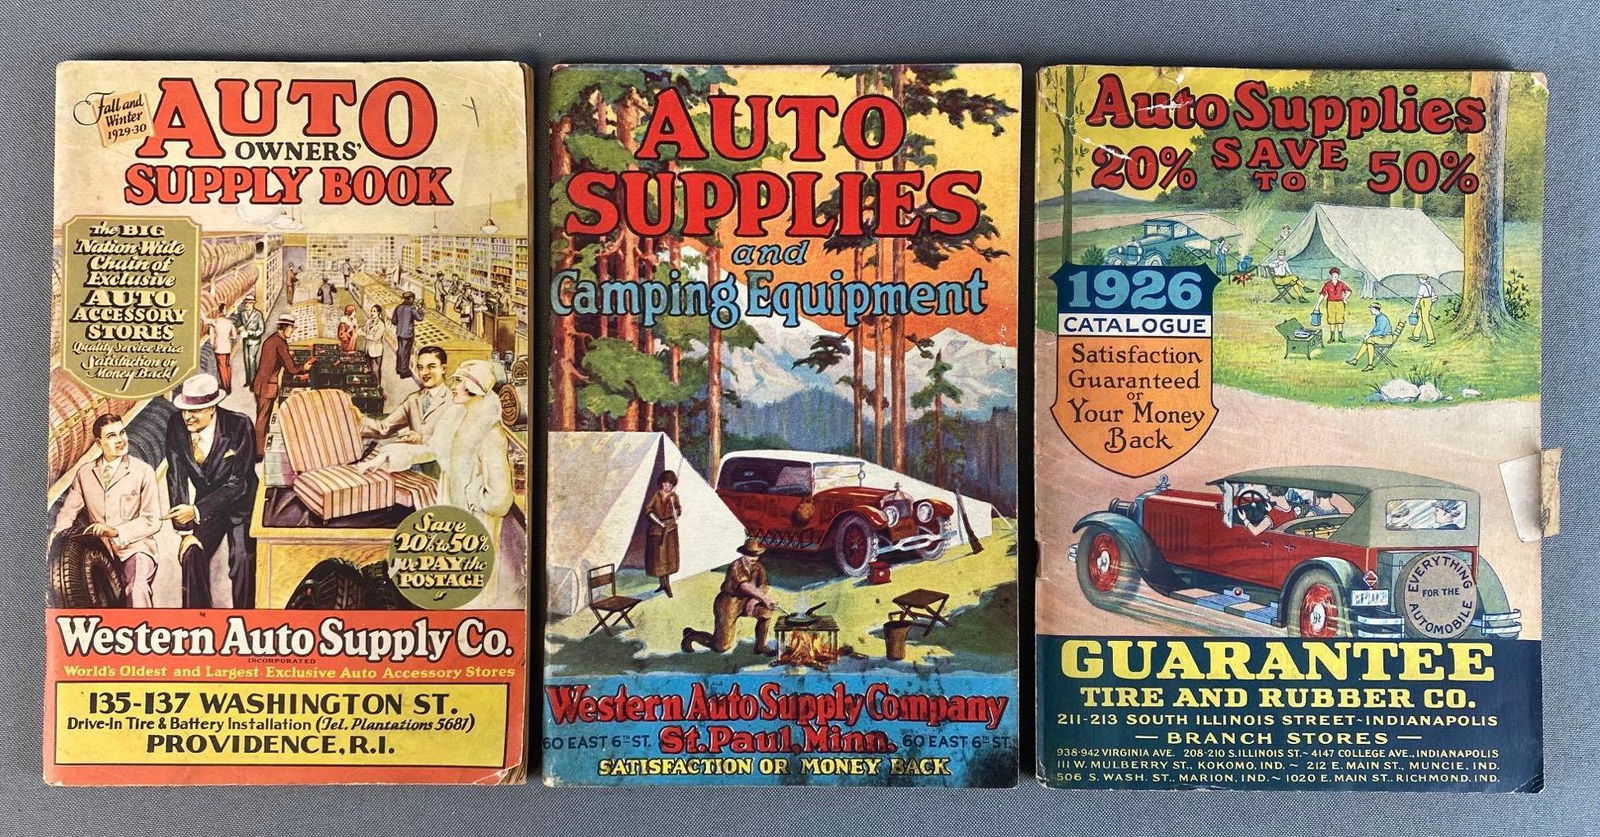 Fall and
Winter
1929-30
AUTO
OWNERS'
SUPPLY BOOK
The BIG
Nation Wide
Chain of
Exclusive
AUTO
ACCESSORY
STORES
Quality Service Price
Satisfaction or
Money Back!
Save
20% to 50%
We PAY the
POSTAGE
Western Auto Supply Co.
INCORPORATED
World's Oldest and Largest Exclusive Auto Accessory Stores
135-137 WASHINGTON ST.
Drive-In Tire & Battery Installation (Tel. Plantations 5687)
PROVIDENCE, R.I.
AUTO
SUPPLIES
and
Camping Equipment
Western Auto Supply Company
60 EAST 6TH ST. St. Paul, Minn. 60 EAST 6TH ST.
SATISFACTION OR MONEY BACK
Auto Supplies
20% SAVE TO 50%
1926
CATALOGUE
Satisfaction
Guaranteed
or
Your Money
Back
EVERYTHING
FOR THE
AUTOMOBILE
GUARANTEE
TIRE AND RUBBER CO.
211-213 SOUTH ILLINOIS STREET~INDIANAPOLIS
— BRANCH STORES —
938-942 VIRGINIA AVE. 208-210 S. ILLINOIS ST.~ 4147 COLLEGE AVE., INDIANAPOLIS
111 W. MULBERRY ST., KOKOMO, IND. ~ 212 E. MAIN ST., MUNCIE, IND.
506 S. WASH. ST., MARION, IND. ~ 1020 E. MAIN ST., RICHMOND, IND.